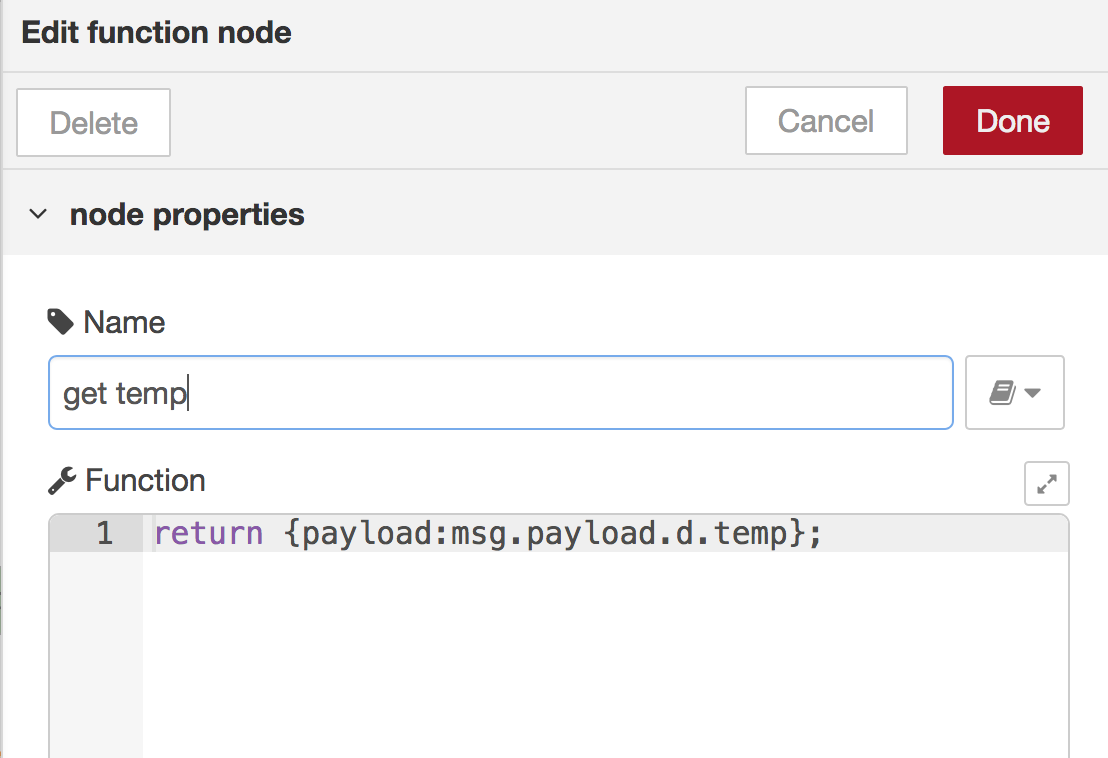 Edit function node
Delete Cancel Done
node properties
Name
get temp
Function
1 return {payload:msg.payload.d.temp};